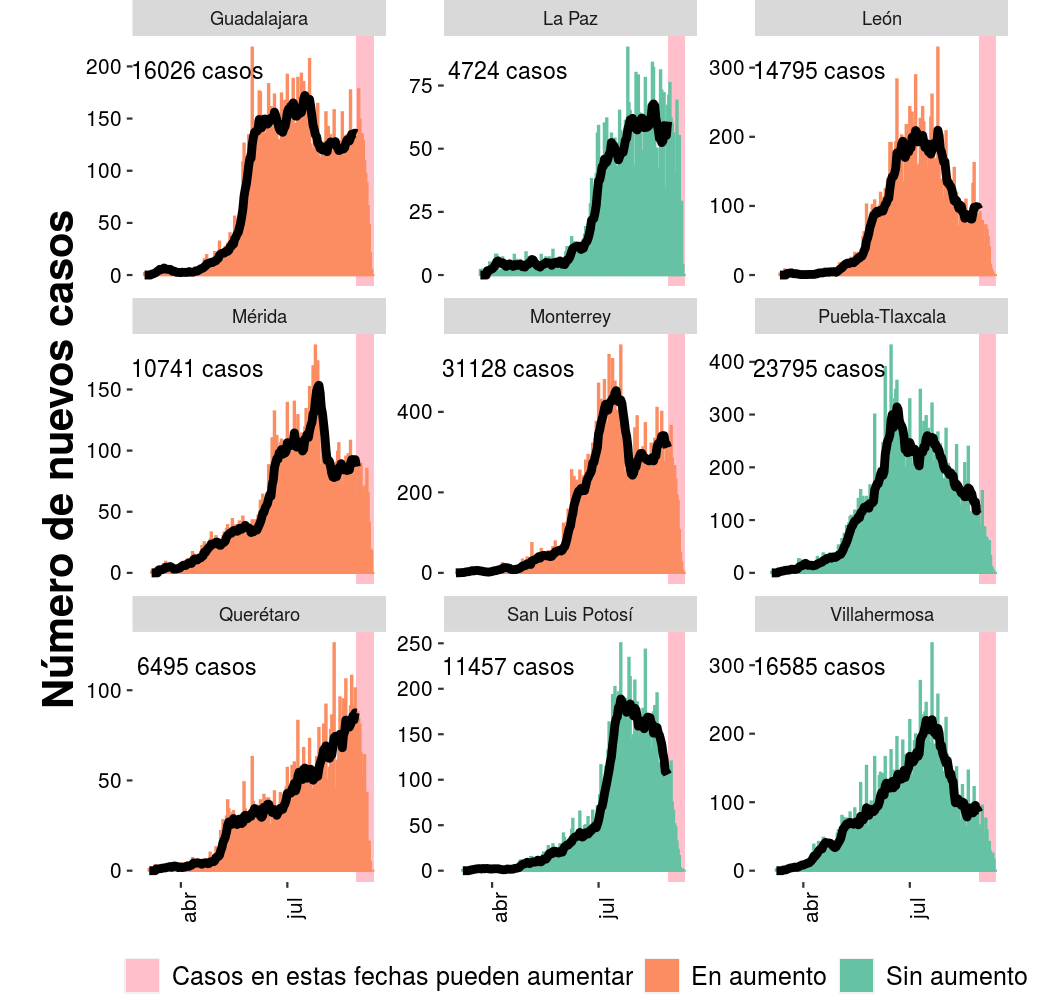 Número de nuevos casos
Guadalajara
16026 casos
200
150
100
50
0
La Paz
4724 casos
75
50
25
0
León
14795 casos
300
200
100
0
Mérida
10741 casos
150
100
50
0
Monterrey
31128 casos
400
200
0
Puebla-Tlaxcala
23795 casos
400
300
200
100
0
Querétaro
6495 casos
100
50
0
abr
jul
San Luis Potosí
11457 casos
250
200
150
100
50
0
abr
jul
Villahermosa
16585 casos
300
200
100
0
abr
jul
Casos en estas fechas pueden aumentar
En aumento
Sin aumento